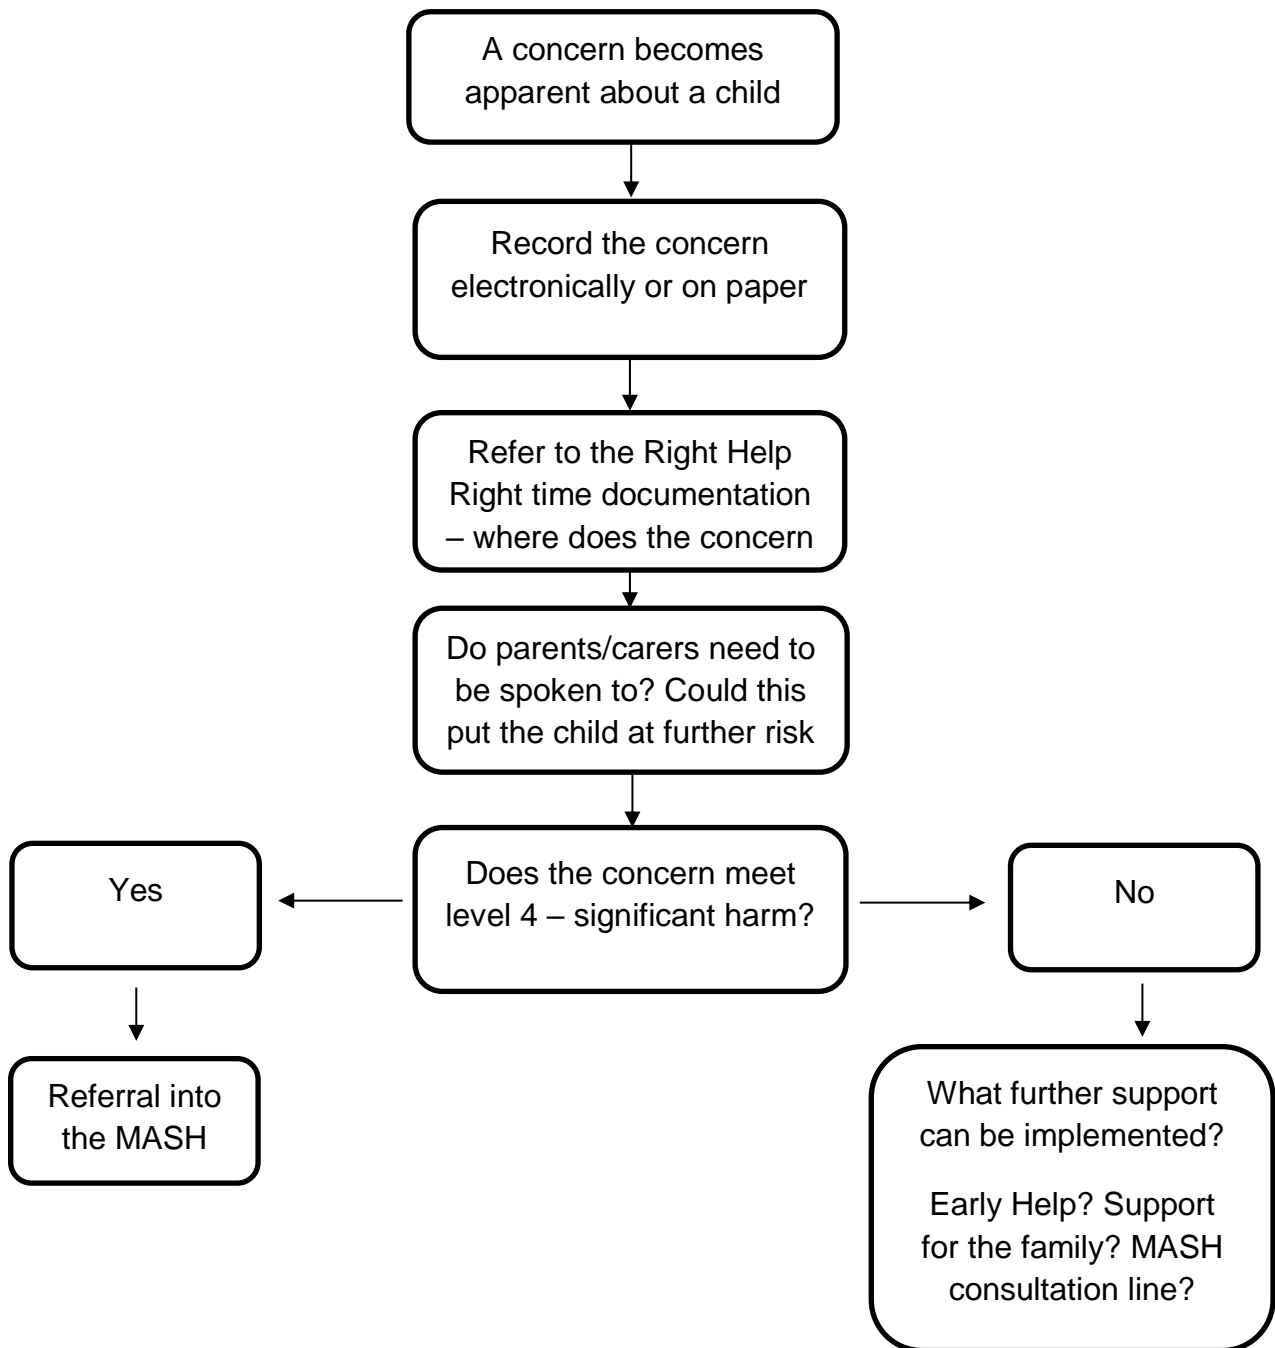 A concern becomes
apparent about a child
Record the concern
electronically or on paper
Refer to the Right Help
Right time documentation
– where does the concern
Do parents/carers need to
be spoken to? Could this
put the child at further risk
Does the concern meet
level 4 – significant harm?
Yes
No
Referral into
the MASH
What further support
can be implemented?
Early Help? Support
for the family? MASH
consultation line?